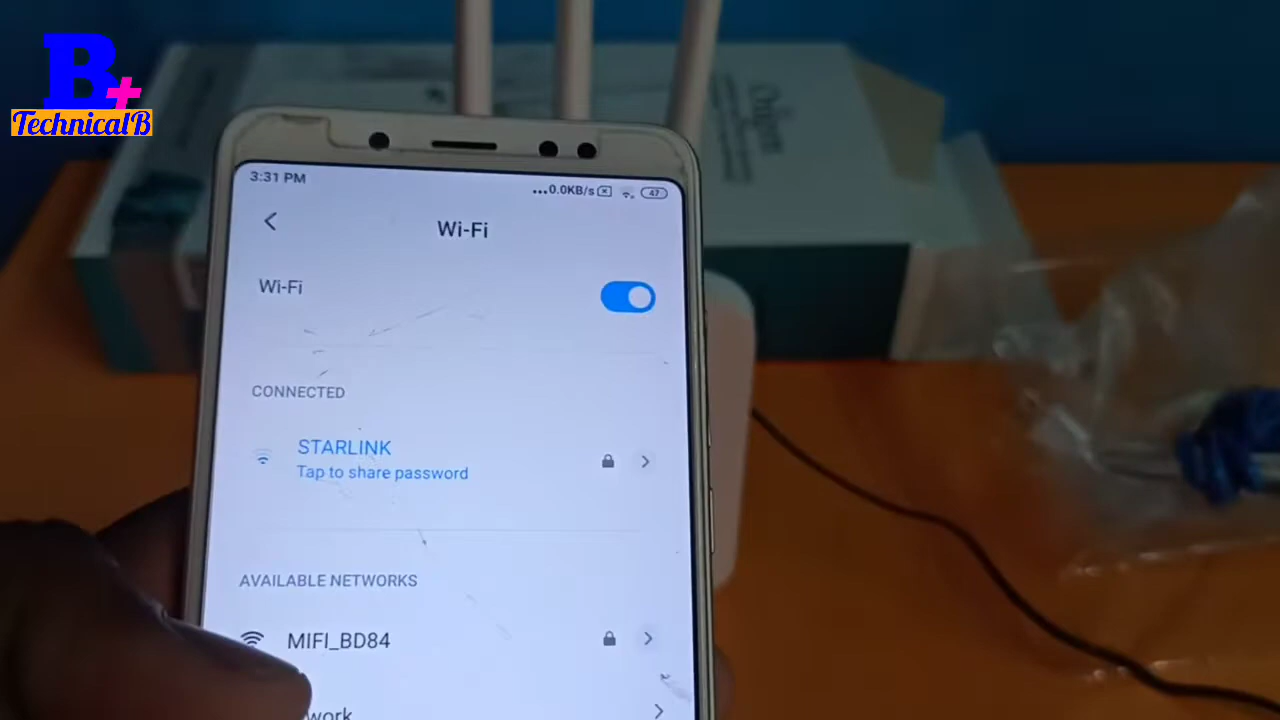 B+
TechnicalB
3:31 PM
...0.0KB/s
47
Wi-Fi
Wi-Fi
CONNECTED
STARLINK
Tap to share password
AVAILABLE NETWORKS
MIFI_BD84
work